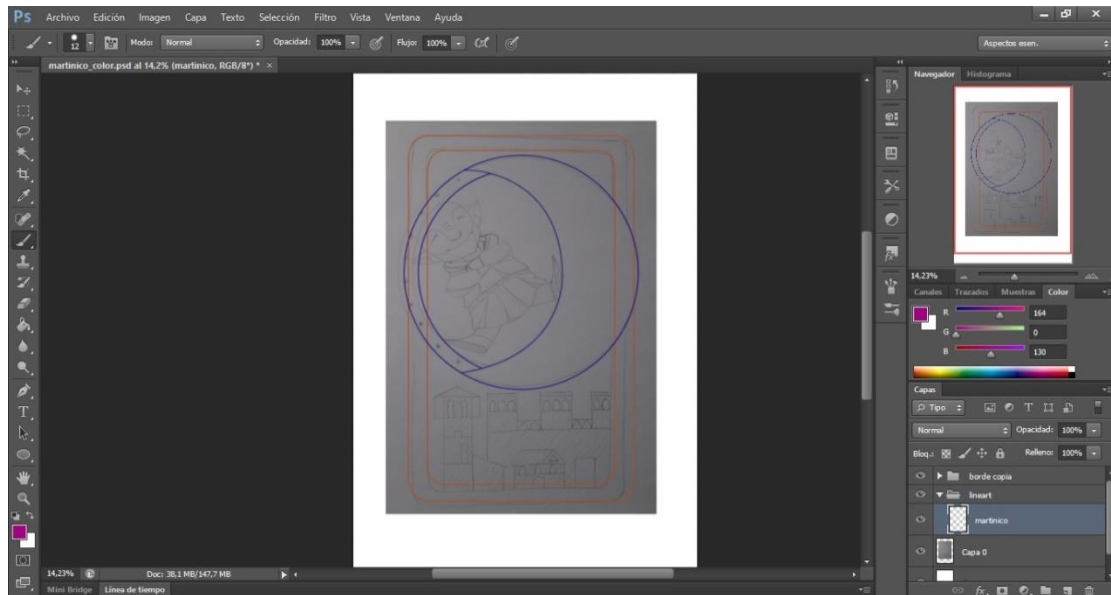 Ps Archivo Edición Imagen Capa Texto Selección Filtro Vista Ventana Ayuda
12 Modo: Normal Opacidad: 100% Flujo: 100% Aspectos esen.
martinico_color.psd al 14,2% (martinico, RGB/8*) * ×
Navegador Histograma
14,23%
Canales Trazados Muestras Color
R 164
G 0
B 130
Capas
Tipo
Normal Opacidad: 100%
Bloq.: Relleno: 100%
borde copia
lineart
martinico
Capa 0
14,23% Doc: 38,1 MB/147,7 MB
Mini Bridge Línea de tiempo